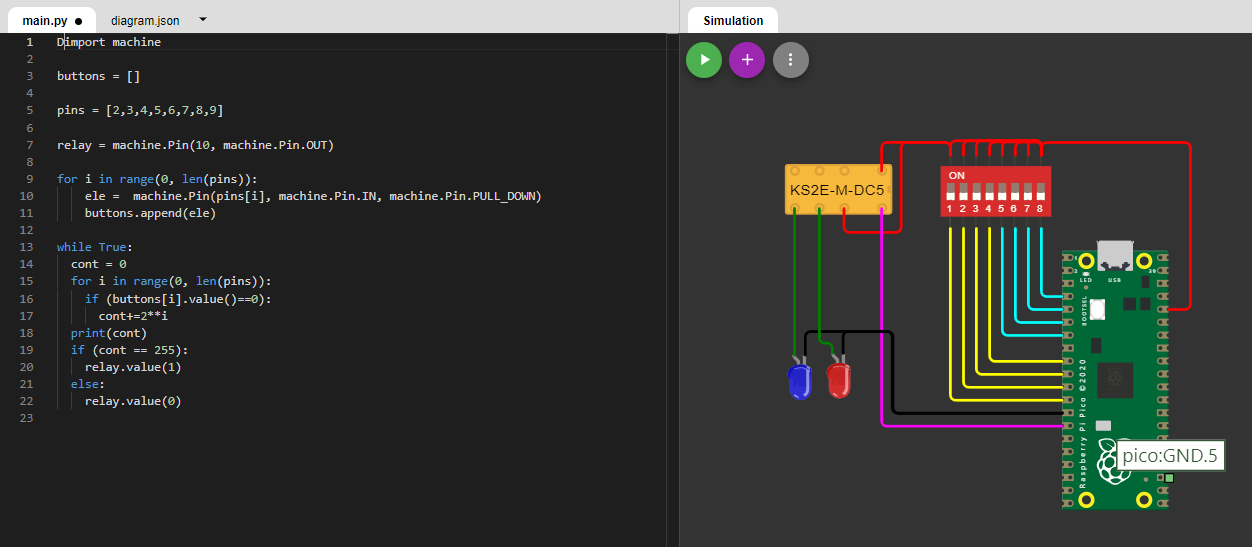 main.py ●
diagram.json
Simulation
1 Dimport machine
2
3 buttons = []
4
5 pins = [2,3,4,5,6,7,8,9]
6
7 relay = machine.Pin(10, machine.Pin.OUT)
8
9 for i in range(0, len(pins)):
10 ele =  machine.Pin(pins[i], machine.Pin.IN, machine.Pin.PULL_DOWN)
11 buttons.append(ele)
12
13 while True:
14 cont = 0
15 for i in range(0, len(pins)):
16 if (buttons[i].value()==0):
17 cont+=2**i
18 print(cont)
19 if (cont == 255):
20 relay.value(1)
21 else:
22 relay.value(0)
23
KS2E-M-DC5
ON
1 2 3 4 5 6 7 8
1
2
39
LED
USB
BOOTSEL
Raspberry Pi Pico ©2020
pico:GND.5